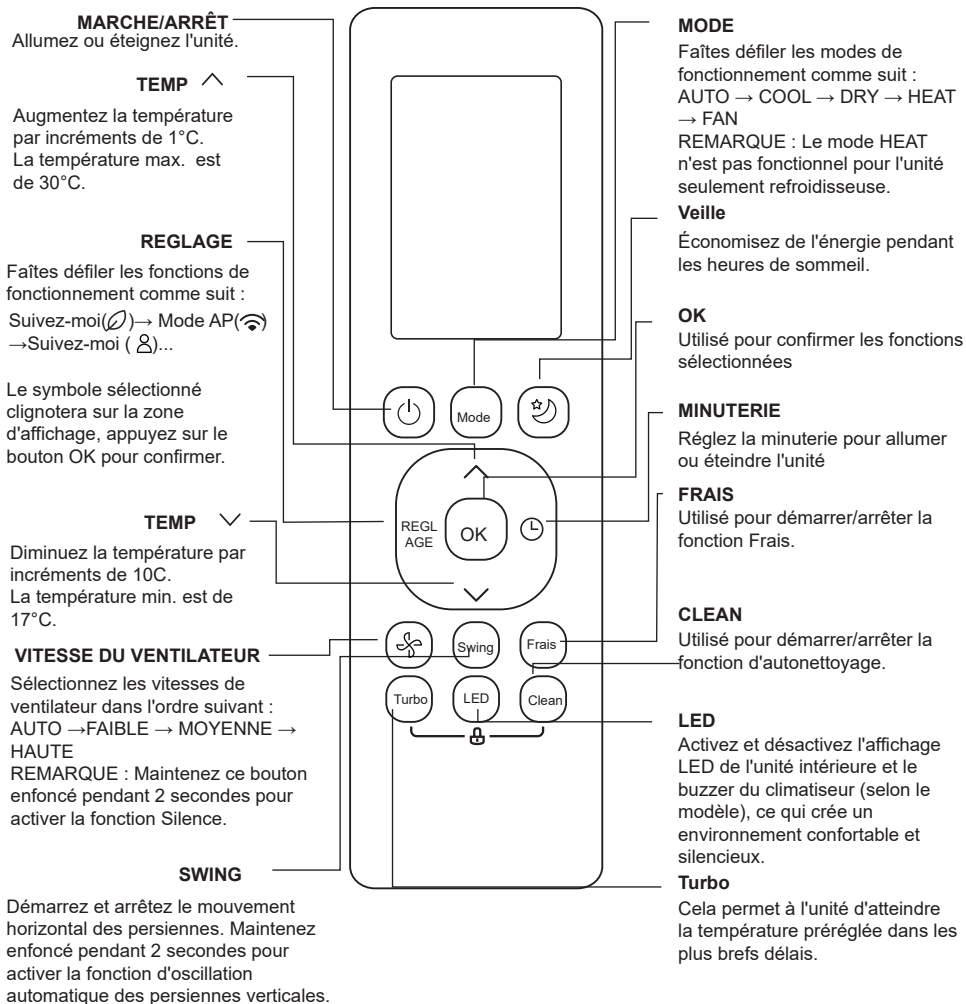 MARCHE/ARRÊT
Allumez ou éteignez l'unité.
TEMP
Augmentez la température
par incréments de 1°C.
La température max. est
de 30°C.
REGLAGE
Faîtes défiler les fonctions de
fonctionnement comme suit :
Suivez-moi( )→ Mode AP( )
→Suivez-moi ( )...
Le symbole sélectionné
clignotera sur la zone
d'affichage, appuyez sur le
bouton OK pour confirmer.
TEMP
Diminuez la température par
incréments de 10C.
La température min. est de
17°C.
VITESSE DU VENTILATEUR
Sélectionnez les vitesses de
ventilateur dans l'ordre suivant :
AUTO →FAIBLE → MOYENNE →
HAUTE
REMARQUE : Maintenez ce bouton
enfoncé pendant 2 secondes pour
activer la fonction Silence.
SWING
Démarrez et arrêtez le mouvement
horizontal des persiennes. Maintenez
enfoncé pendant 2 secondes pour
activer la fonction d'oscillation
automatique des persiennes verticales.
Mode
REGL
AGE
OK
Swing
Frais
Turbo
LED
Clean
MODE
Faîtes défiler les modes de
fonctionnement comme suit :
AUTO → COOL → DRY → HEAT
→ FAN
REMARQUE : Le mode HEAT
n'est pas fonctionnel pour l'unité
seulement refroidisseuse.
Veille
Économisez de l'énergie pendant
les heures de sommeil.
OK
Utilisé pour confirmer les fonctions
sélectionnées
MINUTERIE
Réglez la minuterie pour allumer
ou éteindre l'unité
FRAIS
Utilisé pour démarrer/arrêter la
fonction Frais.
CLEAN
Utilisé pour démarrer/arrêter la
fonction d'autonettoyage.
LED
Activez et désactivez l'affichage
LED de l'unité intérieure et le
buzzer du climatiseur (selon le
modèle), ce qui crée un
environnement confortable et
silencieux.
Turbo
Cela permet à l'unité d'atteindre
la température préréglée dans les
plus brefs délais.